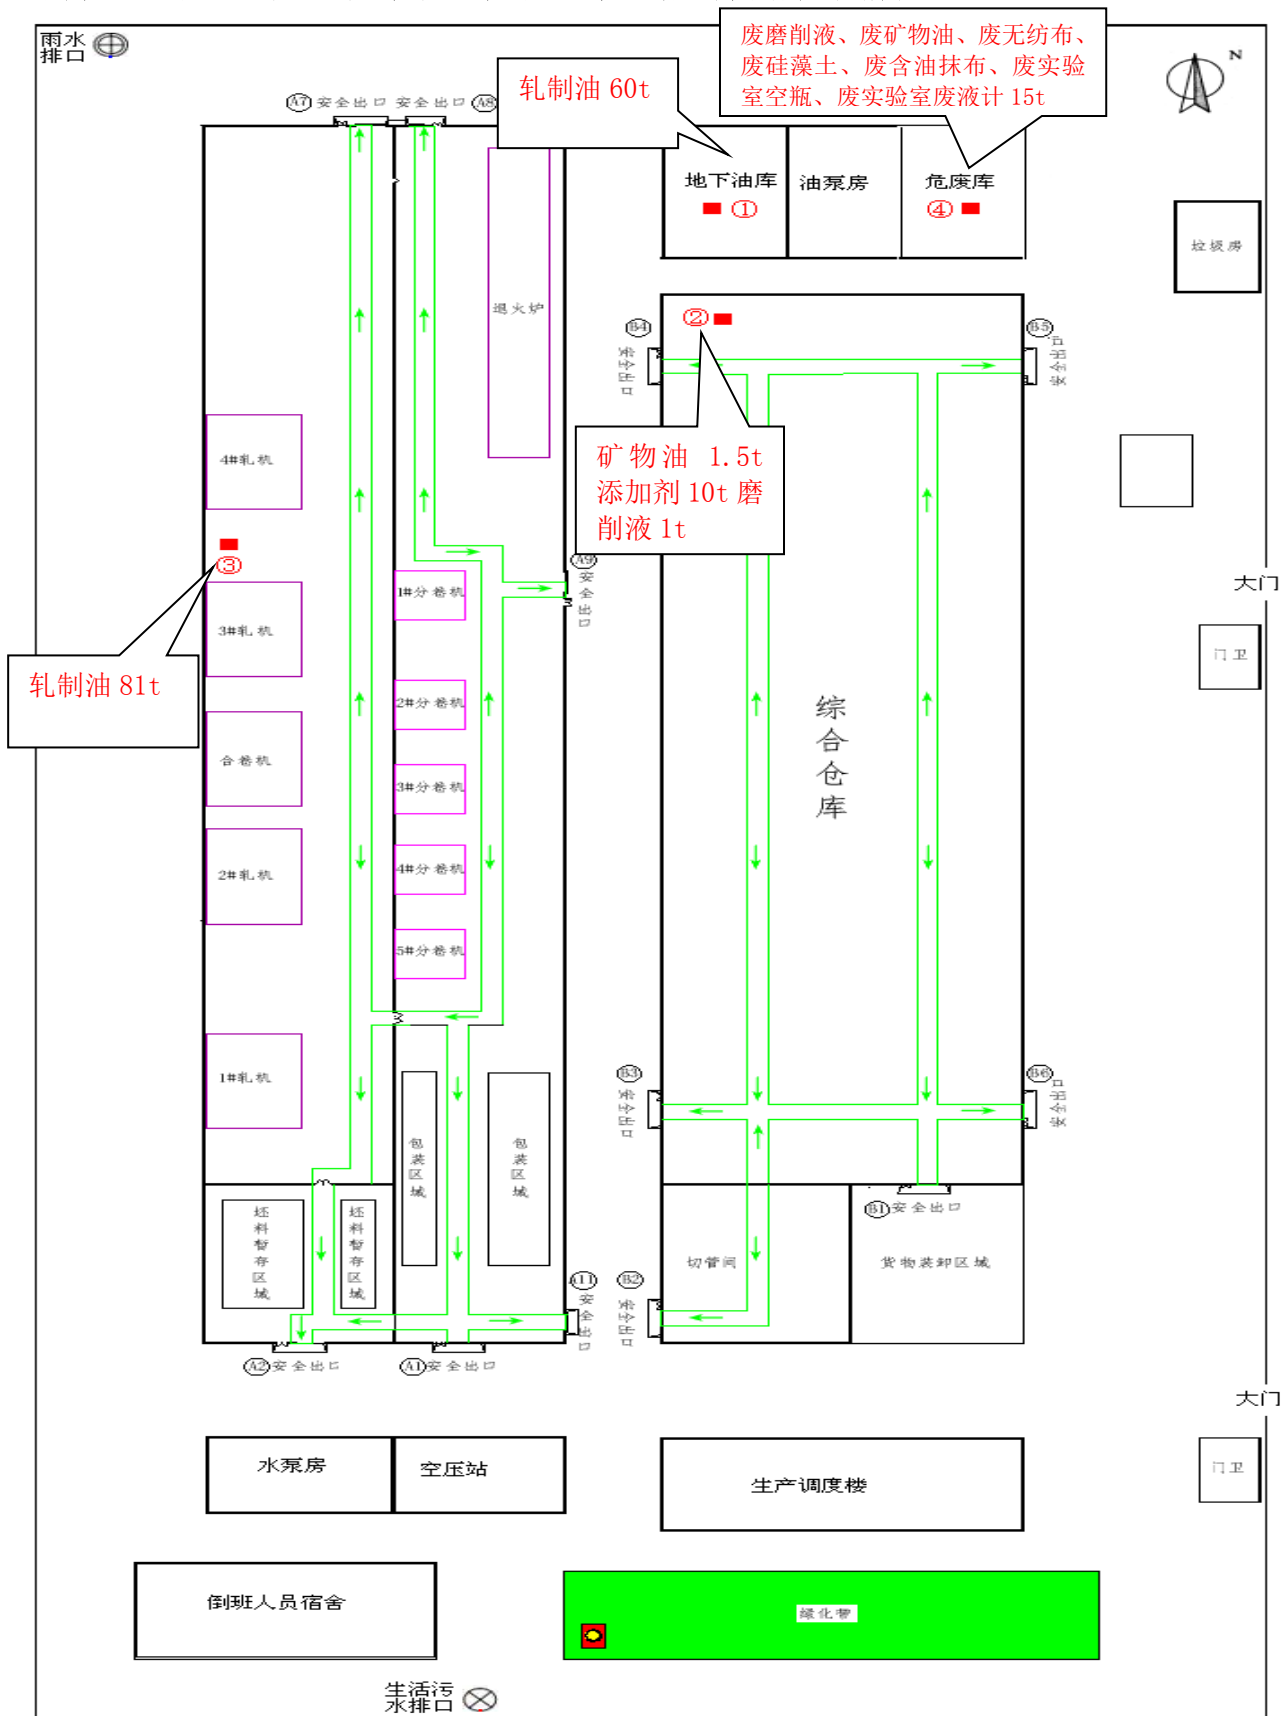 雨水
排口
废磨削液、废矿物油、废无纺布、
废硅藻土、废含油抹布、废实验
室空瓶、废实验室废液计 15t
N
轧制油 60t
A7 安全出口 安全出口 A8
地下油库
① 
油泵房
危废库
④
垃圾房
退火炉
②
B4
安全出口
B5
安全出口
矿物油 1.5t
添加剂 10t 磨
削液 1t
4#轧机
③
A9
安全出口
大门
1#分卷机
3#轧机
门卫
轧制油 81t
2#分卷机
综合仓库
合卷机
3#分卷机
2#轧机
4#分卷机
5#分卷机
1#轧机
B3
安全出口
B6
安全出口
包装区域
包装区域
坯料暂存区域
坯料暂存区域
B1安全出口
切管间
货物装卸区域
A11
安全出口
B2
安全出口
A2安全出口
A1安全出口
大门
水泵房
空压站
生产调度楼
门卫
倒班人员宿舍
绿化带
生活污
水排口